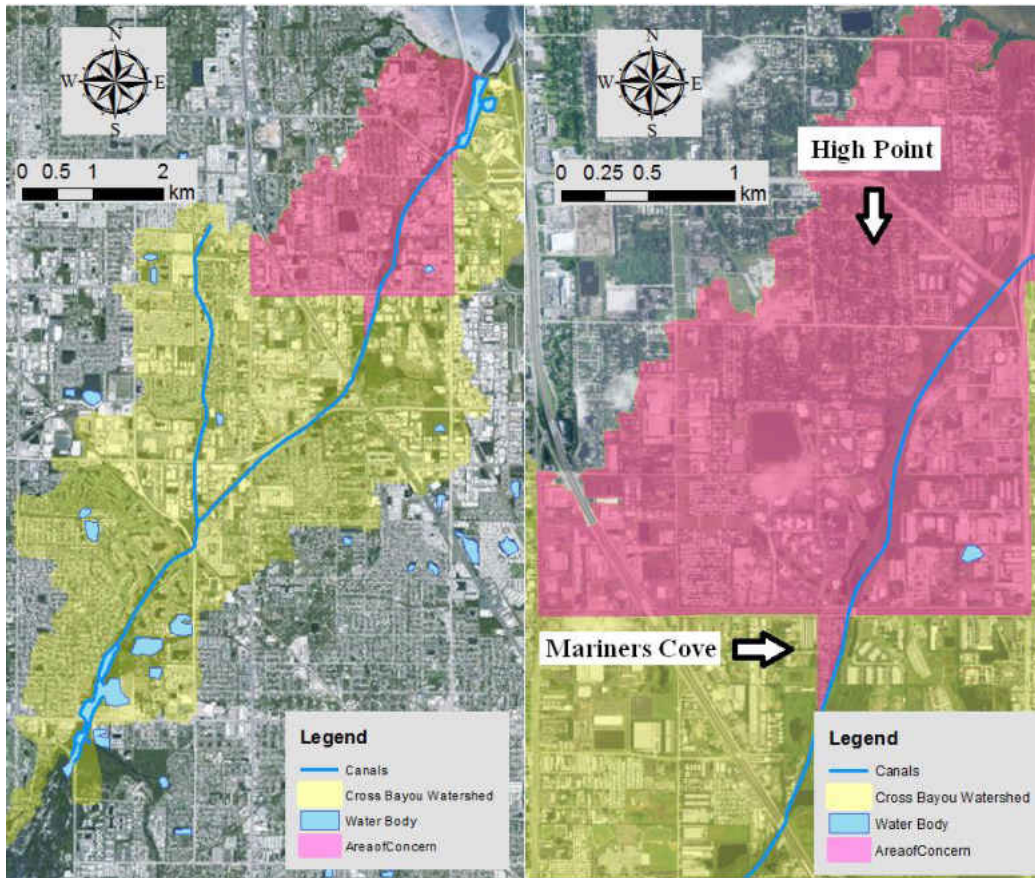 N
W E
S
0 0.5 1 2
km
Legend
Canals
Cross Bayou Watershed
Water Body
AreaofConcern
N
W E
S
0 0.25 0.5 1
km
High Point
Mariners Cove
Legend
Canals
Cross Bayou Watershed
Water Body
AreaofConcern